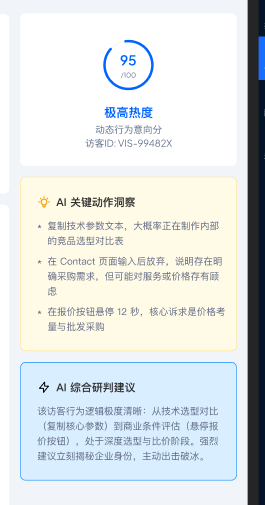 95
/100
极高热度
动态行为意向分
访客ID: VIS-99482X
AI 关键动作洞察
• 复制技术参数文本，大概率正在制作内部
的竞品选型对比表
• 在 Contact 页面输入后放弃，说明存在明
确采购需求，但可能对服务或价格存有顾
虑
• 在报价按钮悬停 12 秒，核心诉求是价格考
量与批发采购
AI 综合研判建议
该访客行为逻辑极度清晰：从技术选型对比
（复制核心参数）到商业条件评估（悬停报
价按钮），处于深度选型与比价阶段。强烈
建议立刻揭秘企业身份，主动出击破冰。